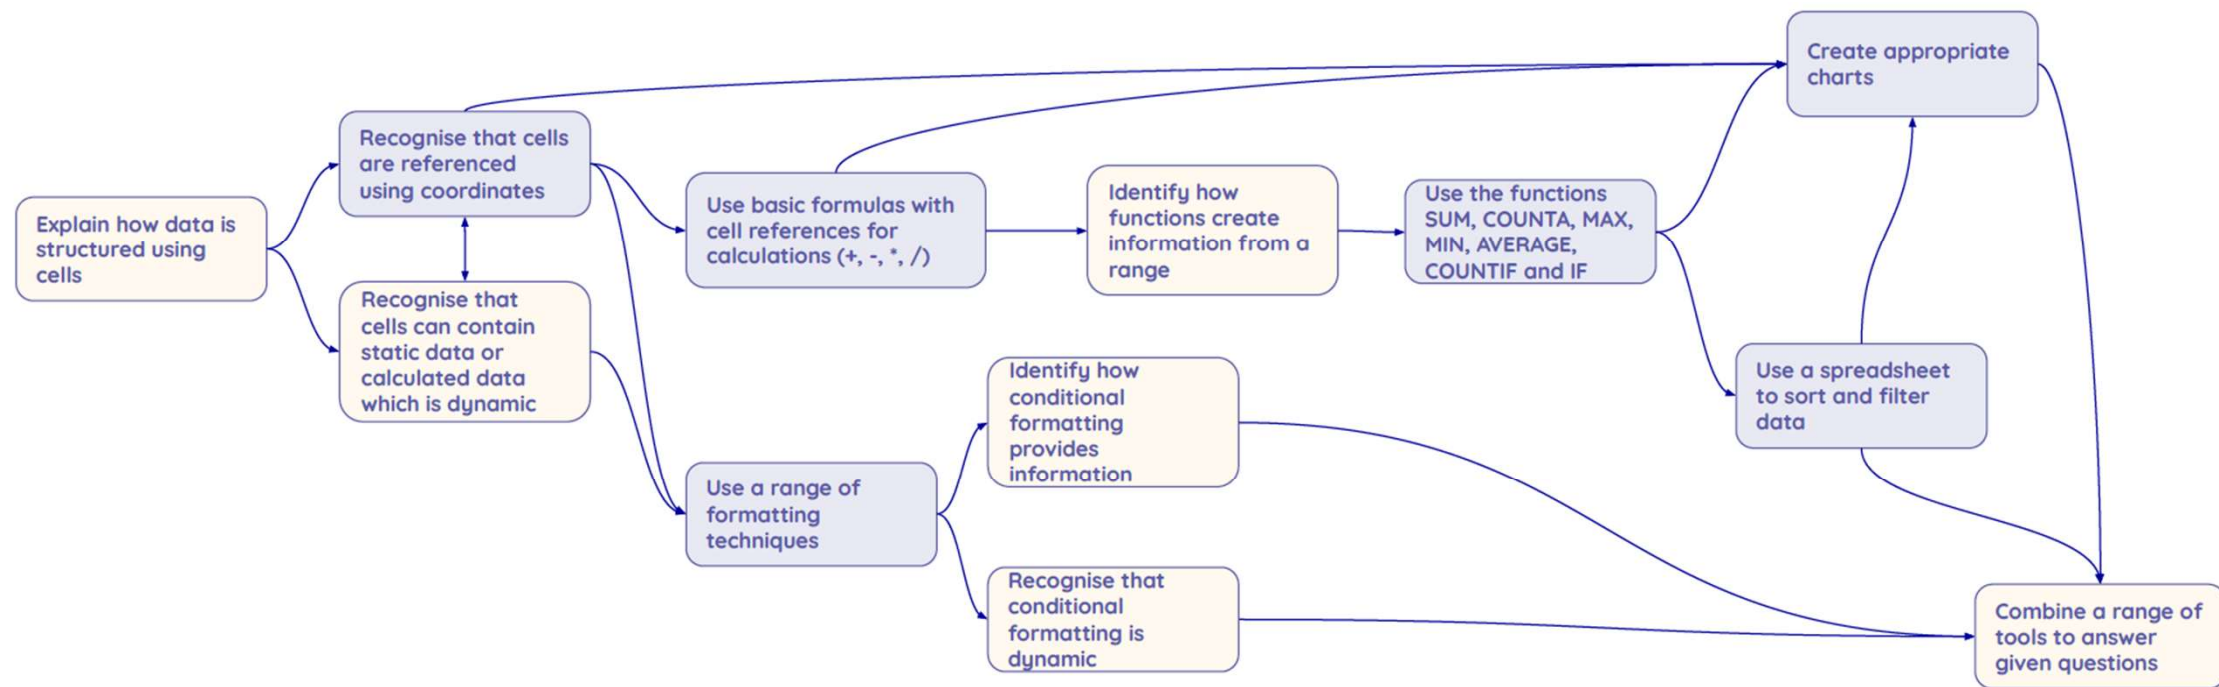 Explain how data is
structured using
cells
Recognise that cells
are referenced
using coordinates
Recognise that
cells can contain
static data or
calculated data
which is dynamic
Use basic formulas with
cell references for
calculations (+, -, *, /)
Use a range of
formatting
techniques
Identify how
functions create
information from a
range
Identify how
conditional
formatting
provides
information
Recognise that
conditional
formatting is
dynamic
Use the functions
SUM, COUNTA, MAX,
MIN, AVERAGE,
COUNTIF and IF
Create appropriate
charts
Use a spreadsheet
to sort and filter
data
Combine a range of
tools to answer
given questions